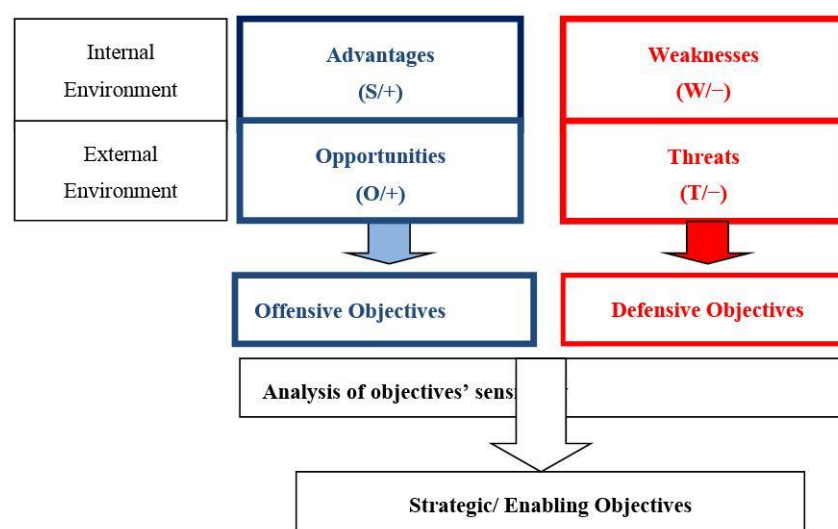 Internal
Environment
Advantages
(S/+)
Weaknesses
(W/−)
External
Environment
Opportunities
(O/+)
Threats
(T/−)
Offensive Objectives
Defensive Objectives
Analysis of objectives’
Strategic/ Enabling Objectives